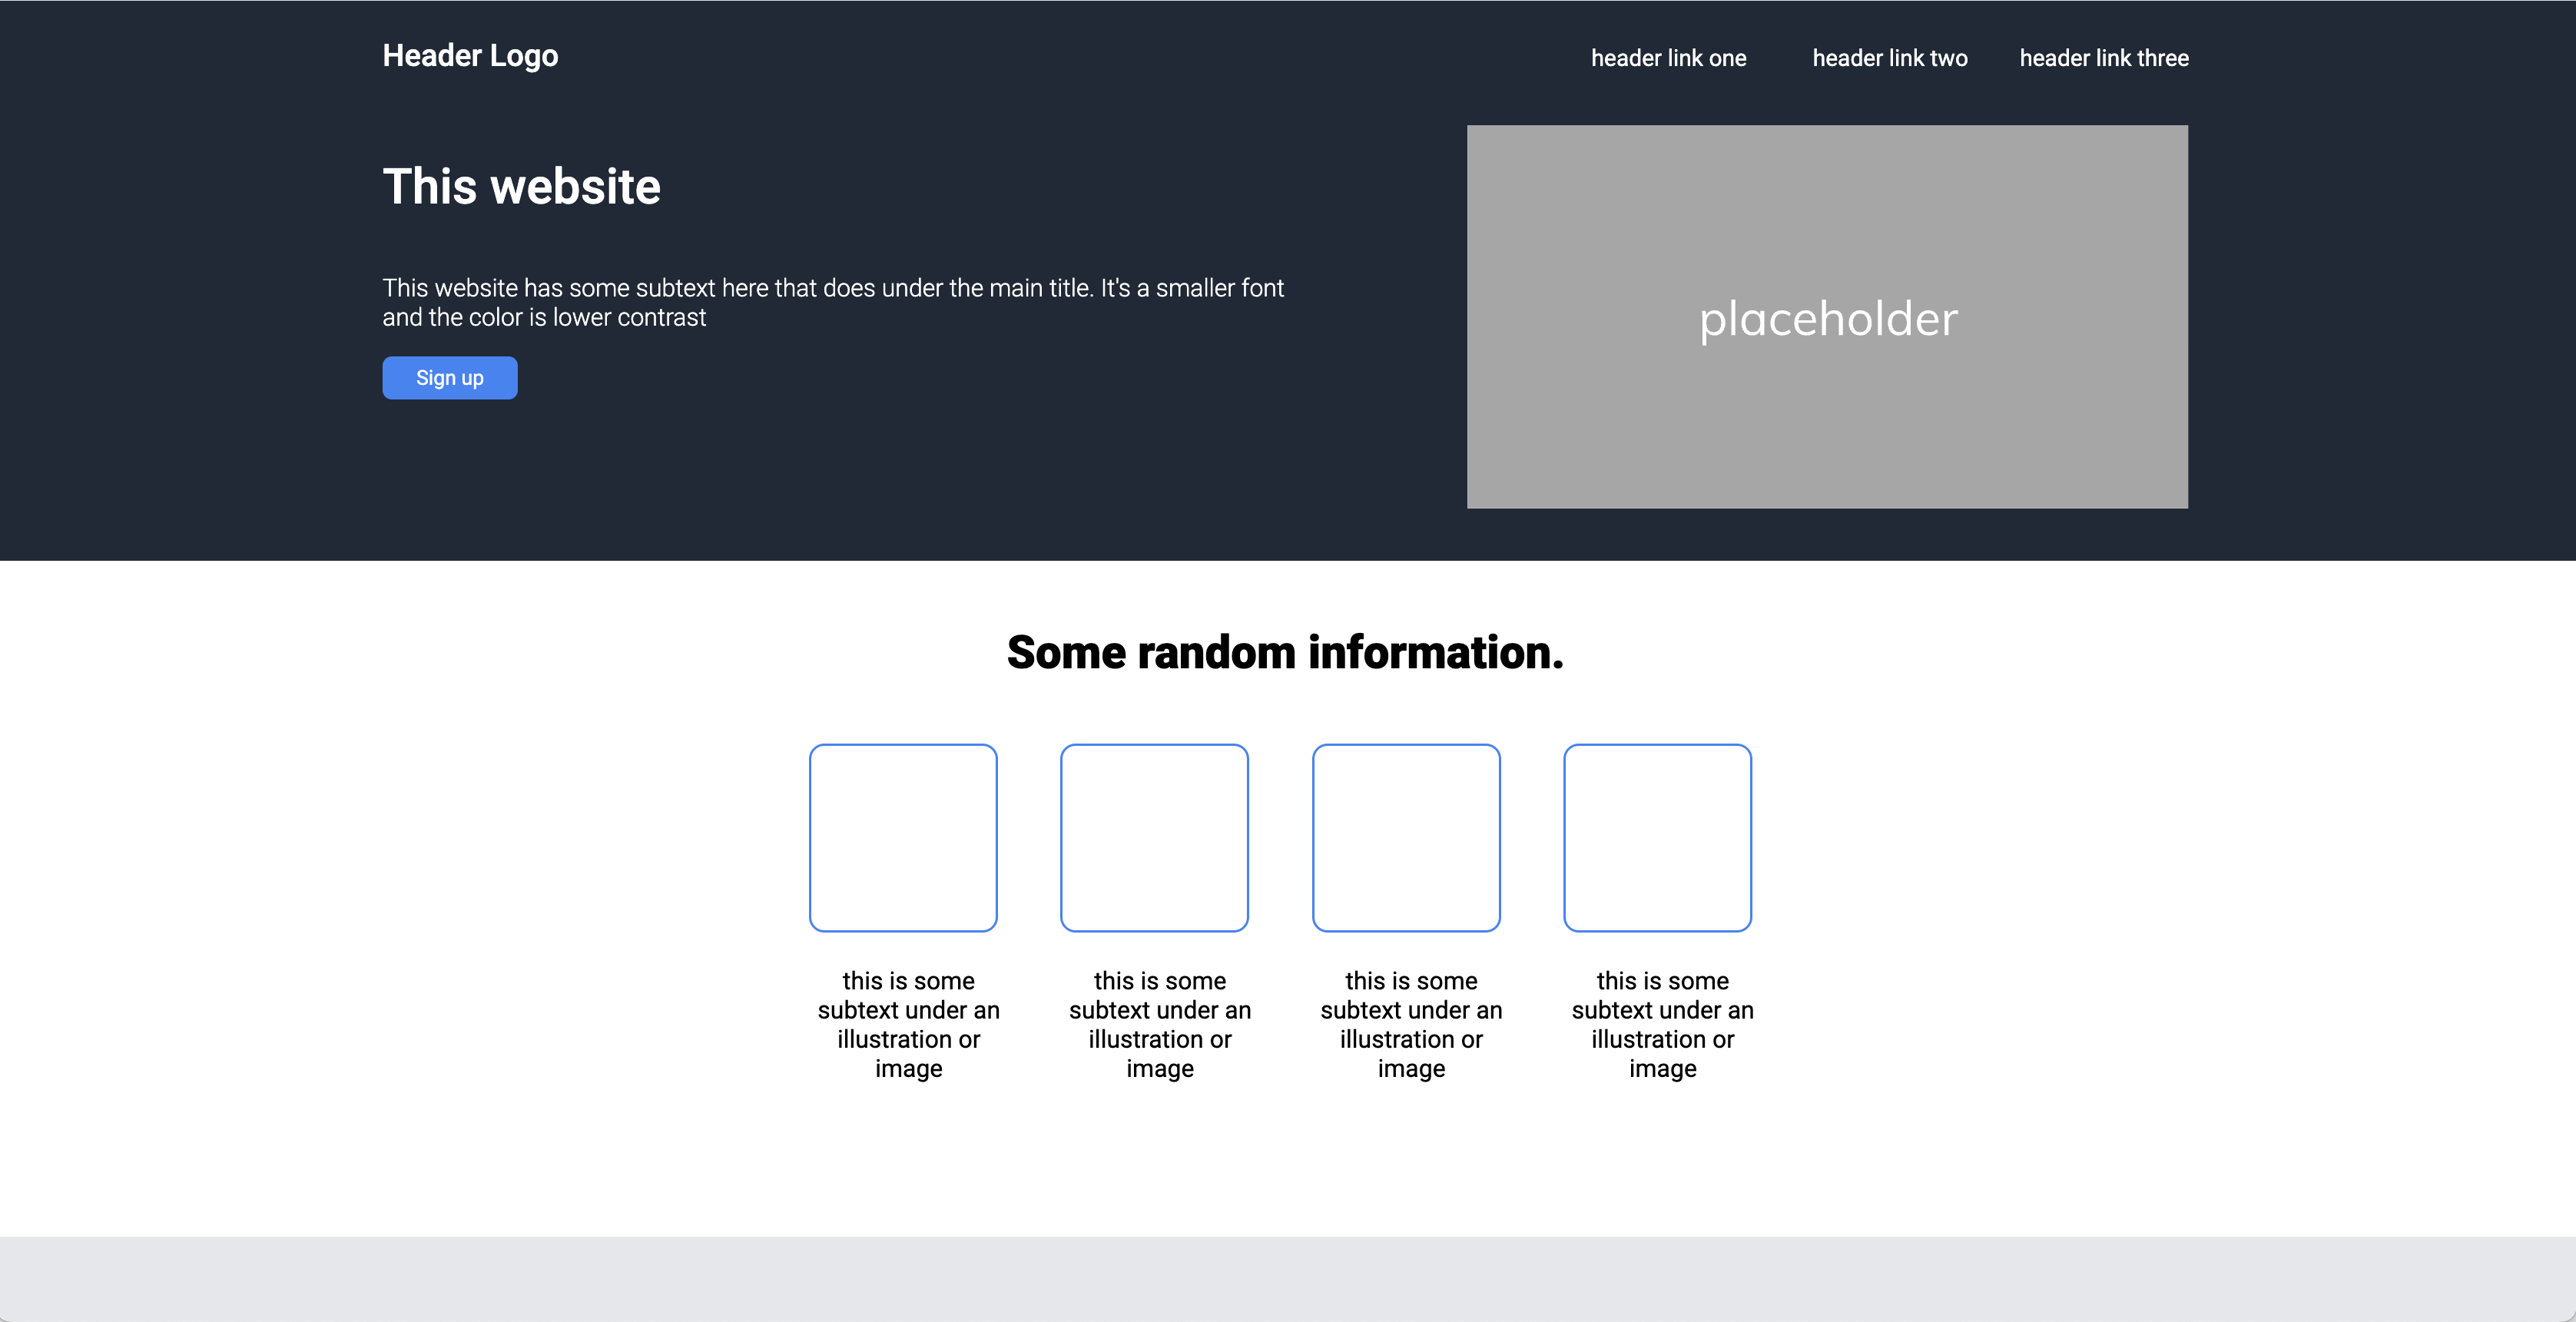 Header Logo
header link one
header link two
header link three
This website
This website has some subtext here that does under the main title. It's a smaller font
and the color is lower contrast
Sign up
placeholder
Some random information.
this is some
subtext under an
illustration or
image
this is some
subtext under an
illustration or
image
this is some
subtext under an
illustration or
image
this is some
subtext under an
illustration or
image